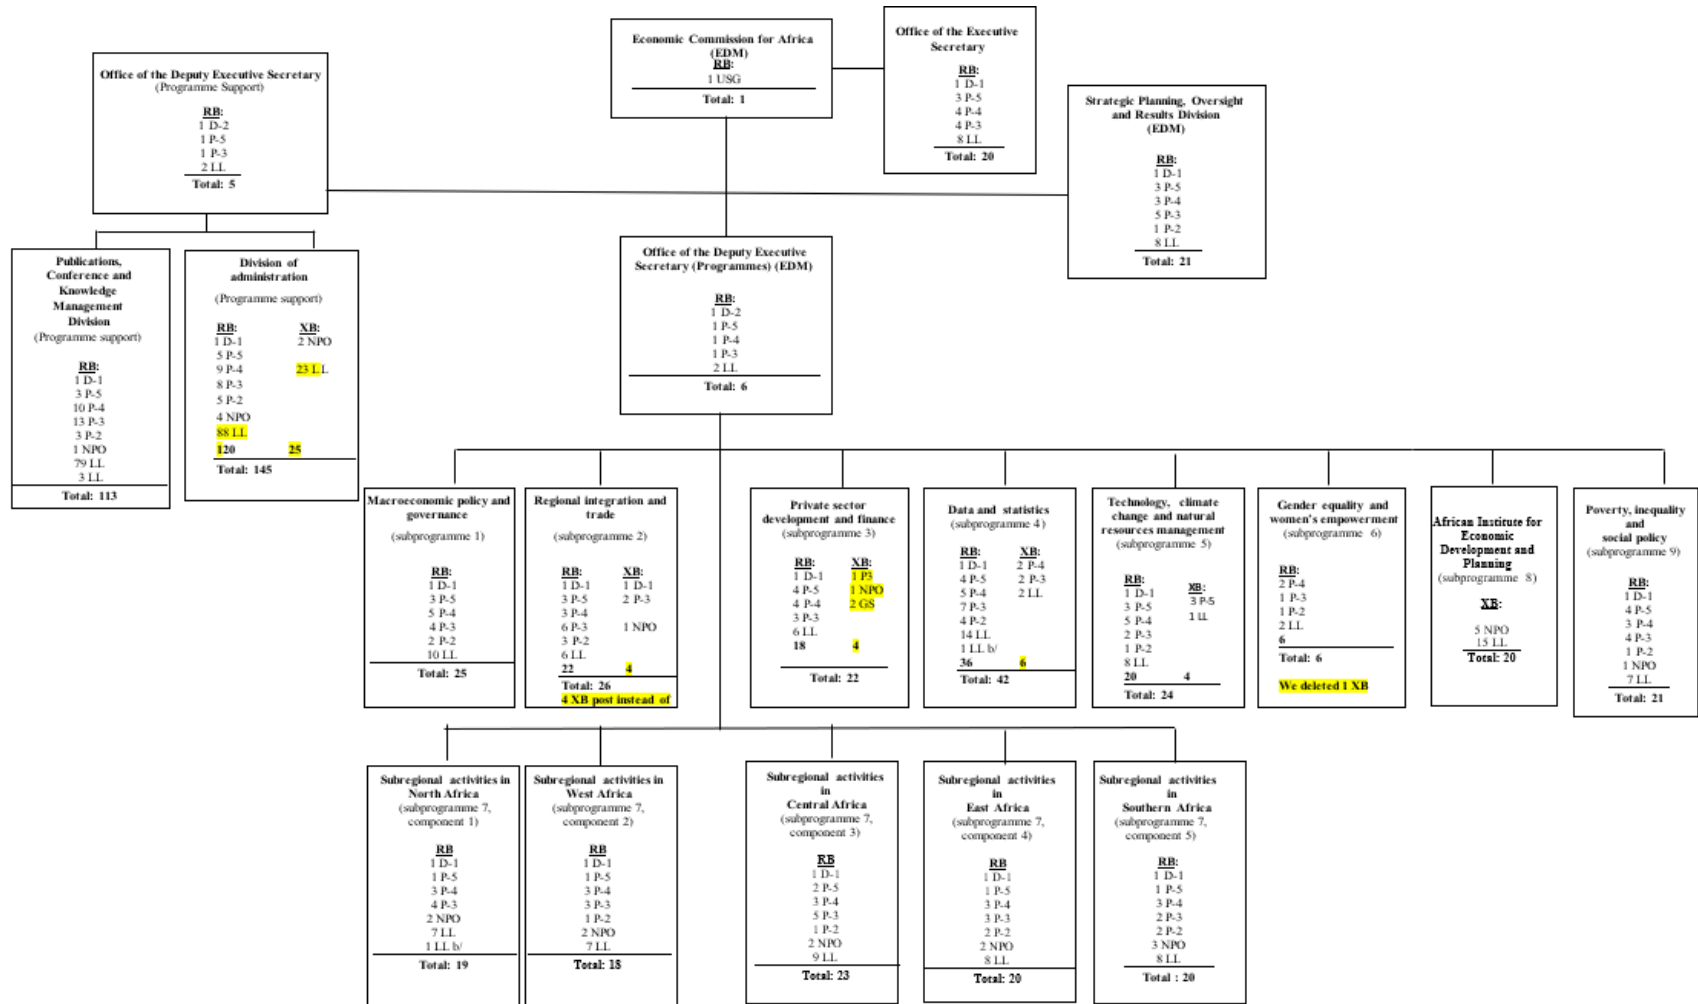 Economic Commission for Africa
(EDM)
RB:
1 USG
Total: 1
Office of the Executive
Secretary
RB:
1 D-1
3 P-5
4 P-4
4 P-3
8 LL
Total: 20
Office of the Deputy Executive Secretary
(Programme Support)
RB:
1 D-2
1 P-5
1 P-3
2 LL
Total: 5
Strategic Planning, Oversight
and Results Division
(EDM)
RB:
1 D-1
3 P-5
3 P-4
5 P-3
1 P-2
8 LL
Total: 21
Publications,
Conference and
Knowledge
Management
Division
(Programme support)
RB:
1 D-1
3 P-5
10 P-4
13 P-3
3 P-2
1 NPO
79 LL
3 LL
Total: 113
Division of
administration
(Programme support)
RB: XB:
1 D-1 2 NPO
5 P-5
9 P-4 23 LL
8 P-3
5 P-2
4 NPO
88 LL
120 25
Total: 145
Office of the Deputy Executive
Secretary (Programmes) (EDM)
RB:
1 D-2
1 P-5
1 P-4
1 P-3
2 LL
Total: 6
Macroeconomic policy and
governance
(subprogramme 1)
RB:
1 D-1
3 P-5
5 P-4
4 P-3
2 P-2
10 LL
Total: 25
Regional integration and
trade
(subprogramme 2)
RB: XB:
1 D-1 1 D-1
3 P-5 2 P-3
3 P-4
6 P-3 1 NPO
3 P-2
6 LL
22 4
Total: 26
4 XB post instead of
Private sector
development and finance
(subprogramme 3)
RB: XB:
1 D-1 1 P3
4 P-5 1 NPO
4 P-4 2 GS
3 P-3
6 LL
18 4
Total: 22
Data and statistics
(subprogramme 4)
RB: XB:
1 D-1 2 P-4
4 P-5 2 P-3
5 P-4 2 LL
7 P-3
4 P-2
14 LL
1 LL b/
36 6
Total: 42
Technology, climate
change and natural
resources management
(subprogramme 5)
RB: XB:
1 D-1 3 P-5
3 P-5 1 LL
5 P-4
2 P-3
1 P-2
8 LL
20 4
Total: 24
Gender equality and
women's empowerment
(subprogramme 6)
RB:
2 P-4
1 P-3
1 P-2
2 LL
6
Total: 6
We deleted 1 XB
African Institute for
Economic
Development and
Planning
(subprogramme 8)
XB:
5 NPO
15 LL
Total: 20
Poverty, inequality
and
social policy
(subprogramme 9)
RB:
1 D-1
4 P-5
3 P-4
4 P-3
1 P-2
1 NPO
7 LL
Total: 21
Subregional activities in
North Africa
(subprogramme 7,
component 1)
RB
1 D-1
1 P-5
3 P-4
4 P-3
2 NPO
7 LL
1 LL b/
Total: 19
Subregional activities in
West Africa
(subprogramme 7,
component 2)
RB
1 D-1
1 P-5
3 P-4
3 P-3
1 P-2
2 NPO
7 LL
Total: 18
Subregional activities
in
Central Africa
(subprogramme 7,
component 3)
RB
1 D-1
2 P-5
3 P-4
5 P-3
1 P-2
2 NPO
9 LL
Total: 23
Subregional activities
in
East Africa
(subprogramme 7,
component 4)
RB
1 D-1
1 P-5
3 P-4
3 P-3
2 P-2
2 NPO
8 LL
Total: 20
Subregional activities
in
Southern Africa
(subprogramme 7,
component 5)
RB:
1 D-1
1 P-5
3 P-4
2 P-3
2 P-2
3 NPO
8 LL
Total : 20